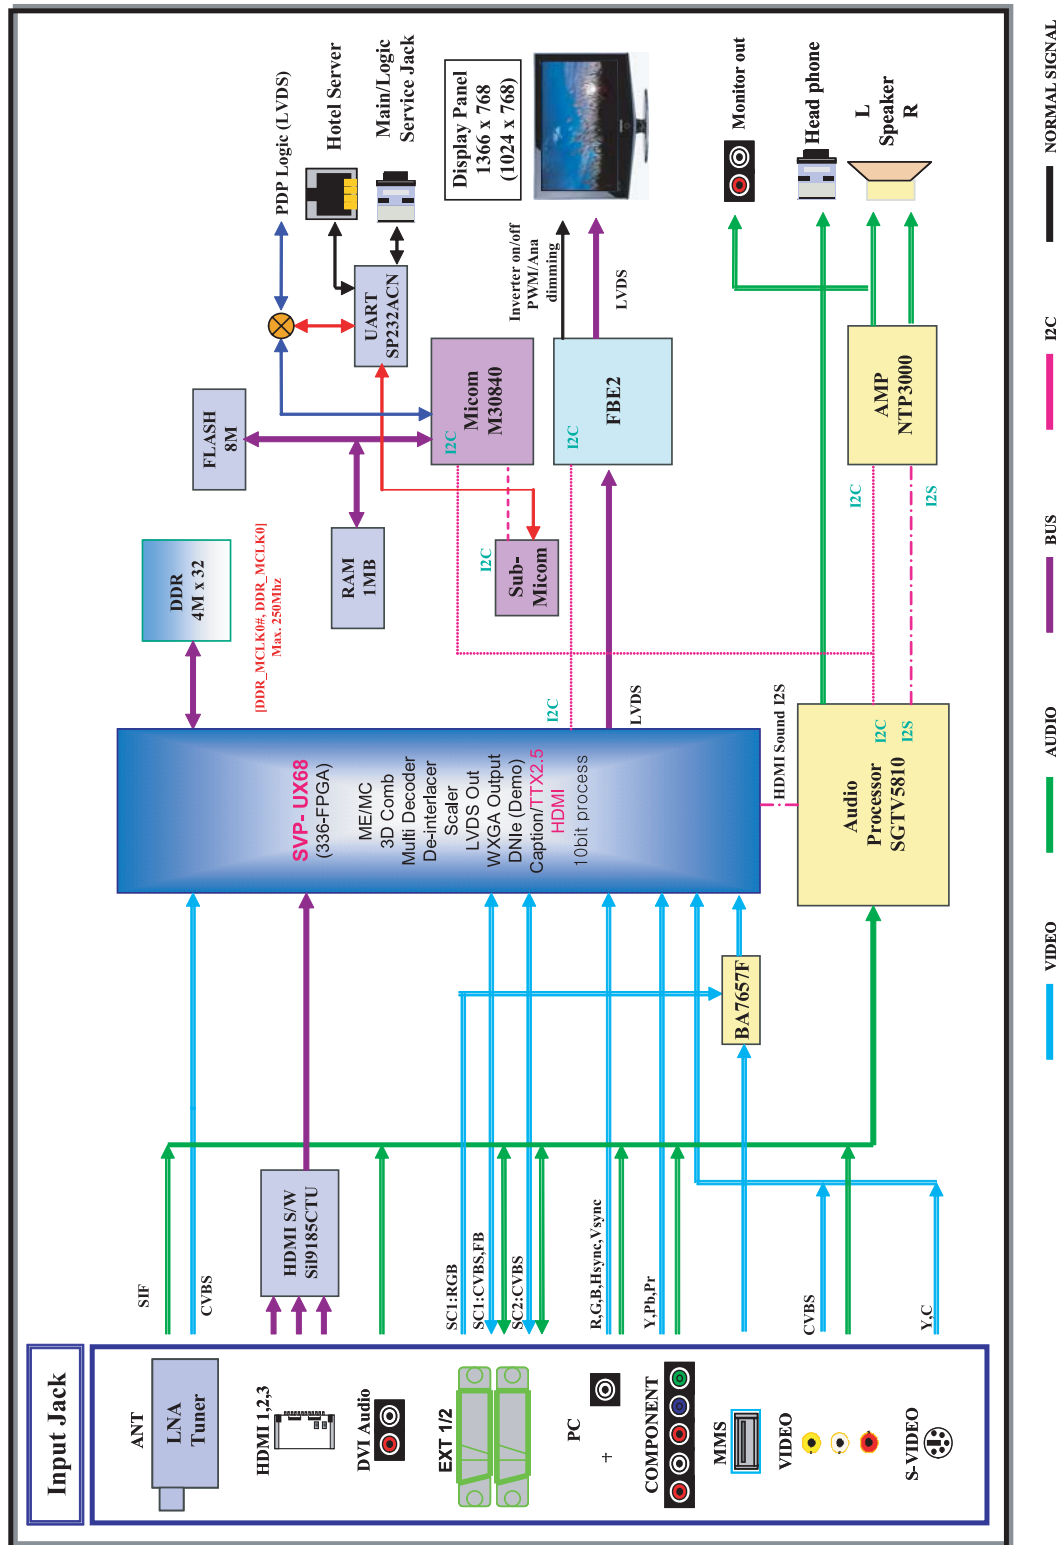 Input Jack
ANT
LNA
Tuner
HDMI 1,2,3
DVI Audio
EXT 1/2
PC
+
COMPONENT
MMS
VIDEO
S-VIDEO
SIF
CVBS
HDMI S/W
SiI9185CTU
SC1:RGB
SC1:CVBS,FB
SC2:CVBS
R,G,B,Hsync,Vsync
Y,Pb,Pr
CVBS
Y,C
BA7657F
SVP- UX68
(336-FPGA)
ME/MC
3D Comb
Multi Decoder
De-interlacer
Scaler
LVDS Out
WXGA Output
DNIe (Demo)
Caption/TTX2.5
HDMI
10bit process
HDMI Sound I2S
Audio
Processor
SGTV5810
I2C
I2S
DDR
4M x 32
[DDR_MCLK0#, DDR_MCLK0]
Max. 250Mhz
I2C
LVDS
FLASH
8M
RAM
1MB
I2C
Sub-
Micom
Micom
M30840
I2C
FBE2
I2C
I2C
I2S
AMP
NTP3000
UART
SP232ACN
PDP Logic (LVDS)
Hotel Server
Main/Logic
Service Jack
Display Panel
1366 x 768
(1024 x 768)
Inverter on/off
PWM/Ana
dimming
LVDS
Monitor out
Head phone
L
Speaker
R
VIDEO
AUDIO
BUS
I2C
NORMAL SIGNAL